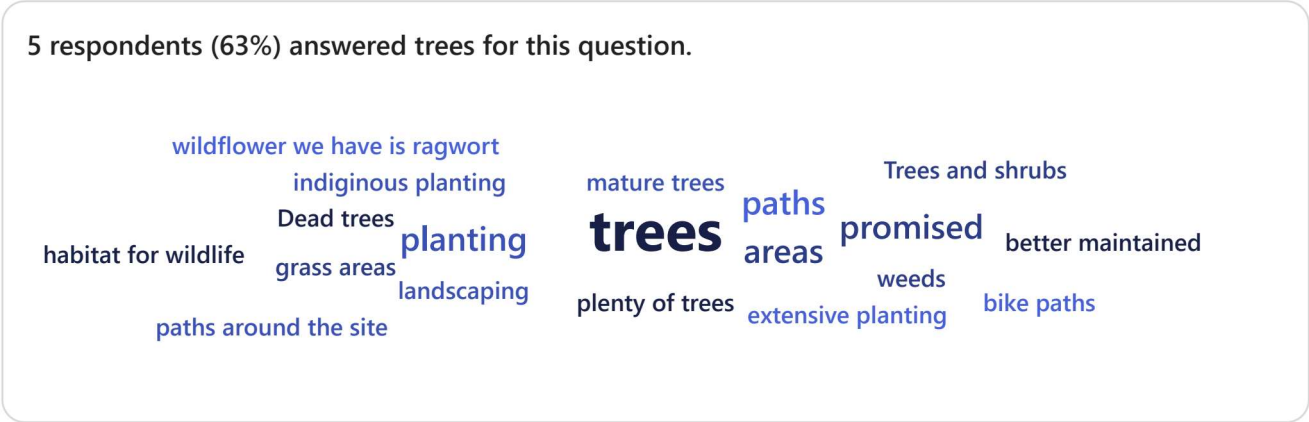 5 respondents (63%) answered trees for this question.
wildflower we have is ragwort
indiginous planting
Dead trees
planting
habitat for wildlife
grass areas
landscaping
paths around the site
mature trees
trees
plenty of trees
paths
areas
extensive planting
Trees and shrubs
promised
better maintained
weeds
bike paths